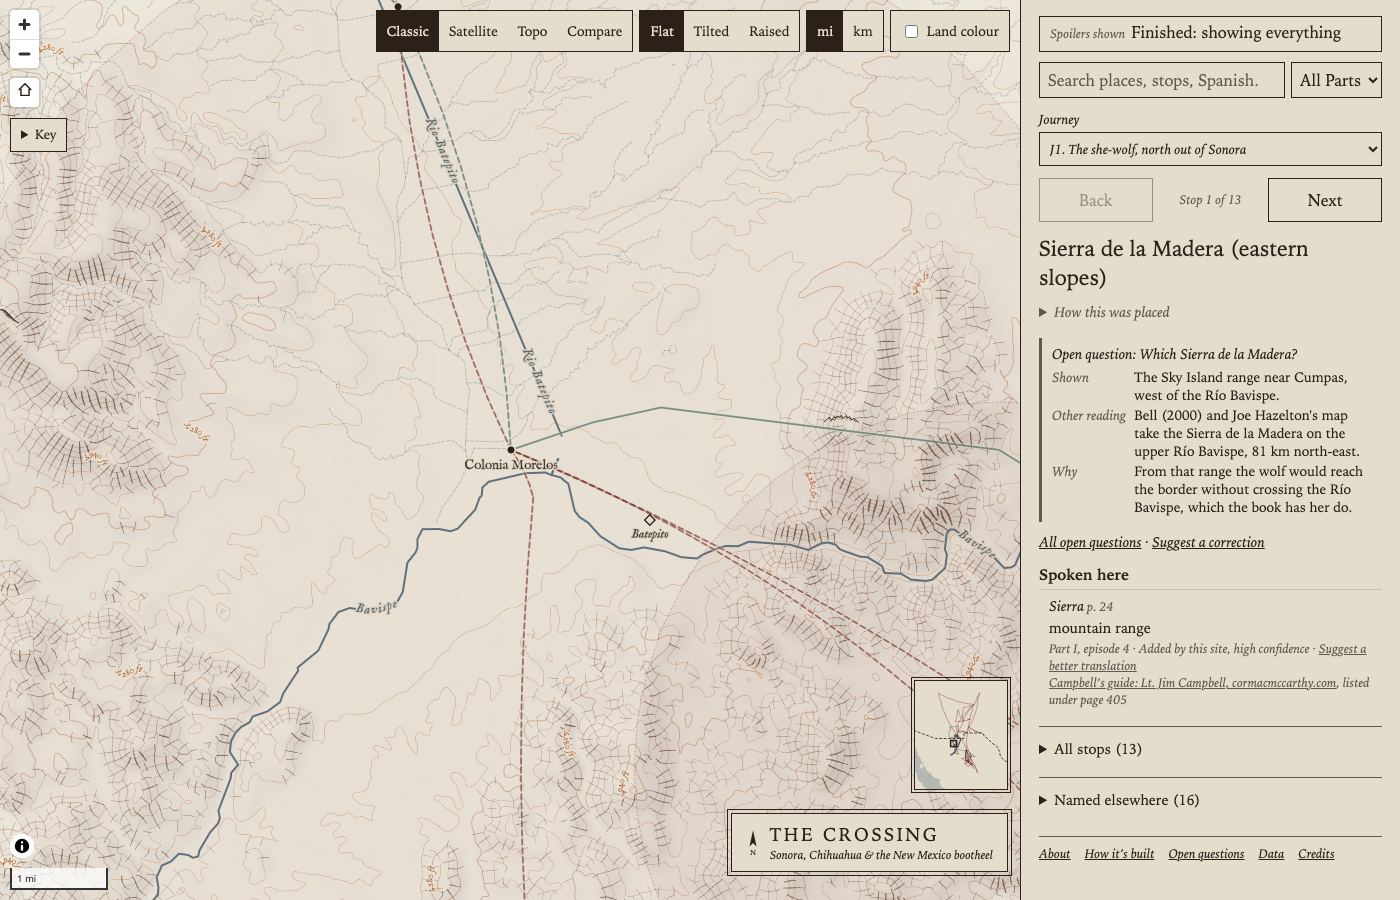 Classic Satellite Topo Compare
Flat Tilted Raised
mi km
Land colour
Key
Río Batepito
Río Batepito
Colonia Morelos
Batepito
Bavispe
Bavispe
1 mi
THE CROSSING
N
Sonora, Chihuahua & the New Mexico bootheel
Spoilers shown Finished: showing everything
Search places, stops, Spanish.
All Parts
Journey
J1. The she-wolf, north out of Sonora
Back
Stop 1 of 13
Next
Sierra de la Madera (eastern
slopes)
How this was placed
Open question: Which Sierra de la Madera?
Shown The Sky Island range near Cumpas,
west of the Río Bavispe.
Other reading Bell (2000) and Joe Hazelton's map
take the Sierra de la Madera on the
upper Río Bavispe, 81 km north-east.
Why From that range the wolf would reach
the border without crossing the Río
Bavispe, which the book has her do.
All open questions · Suggest a correction
Spoken here
Sierra p. 24
mountain range
Part I, episode 4 · Added by this site, high confidence · Suggest a
better translation
Campbell's guide: Lt. Jim Campbell, cormacmccarthy.com, listed
under page 405
All stops (13)
Named elsewhere (16)
About How it's built Open questions Data Credits